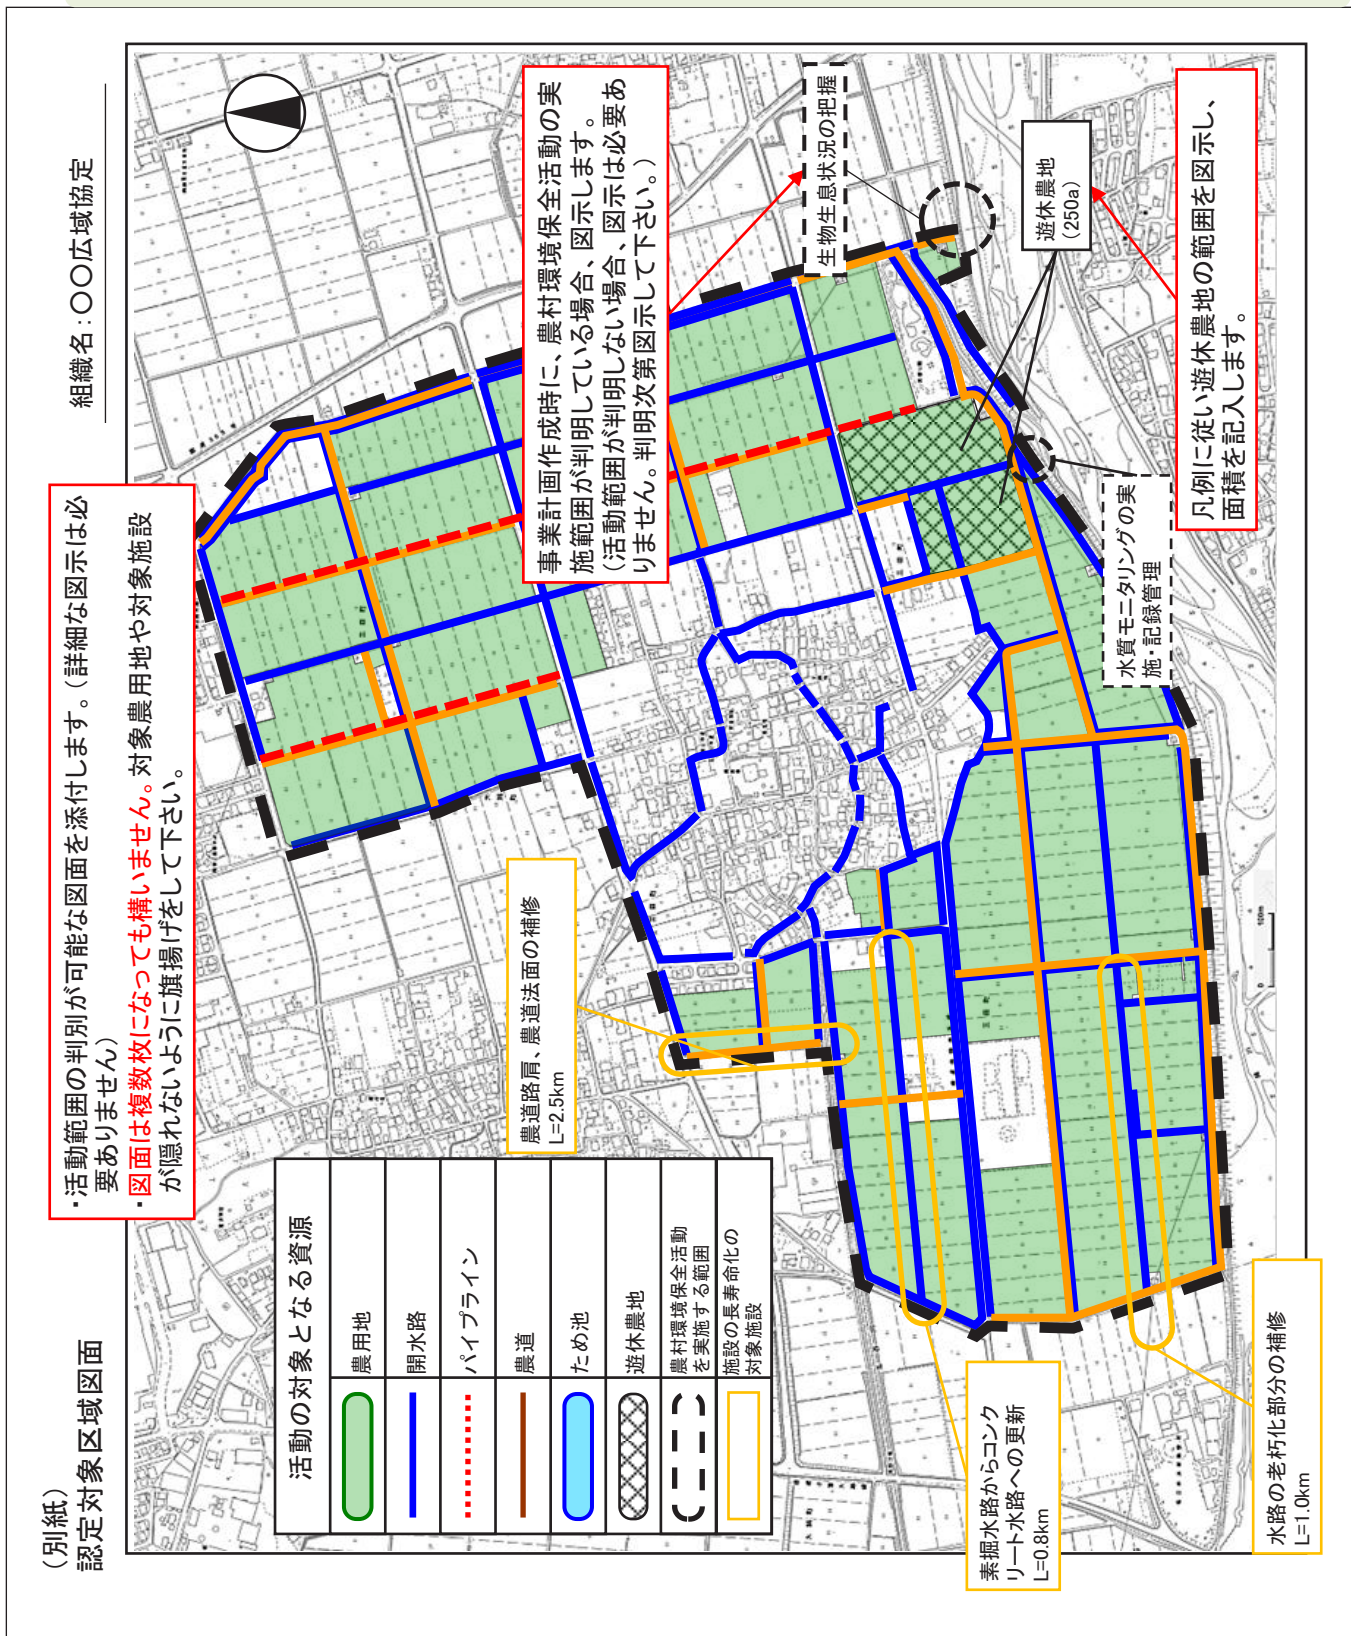 (別紙)
認定対象区域図面
組織名:〇〇広域協定
・活動範囲の判別が可能な図面を添付します。(詳細な図示は必
要ありません)
・図面は複数枚になっても構いません。対象農用地や対象施設
が隠れないように旗揚げをして下さい。
事業計画作成時に、農村環境保全活動の実
施範囲が判明している場合、図示します。
(活動範囲が判明しない場合、図示は必要あ
りません。判明次第図示して下さい。)
生物生息状況の把握
遊休農地
(250a)
凡例に従い遊休農地の範囲を図示し、
面積を記入します。
水質モニタリングの実
施・記録管理
農道路肩、農道法面の補修
L=2.5km
活動の対象となる資源
農用地
開水路
パイプライン
農道
ため池
遊休農地
農村環境保全活動
を実施する範囲
施設の長寿命化の
対象施設
素掘水路からコンク
リート水路への更新
L=0.8km
水路の老朽化部分の補修
L=1.0km
0 100m